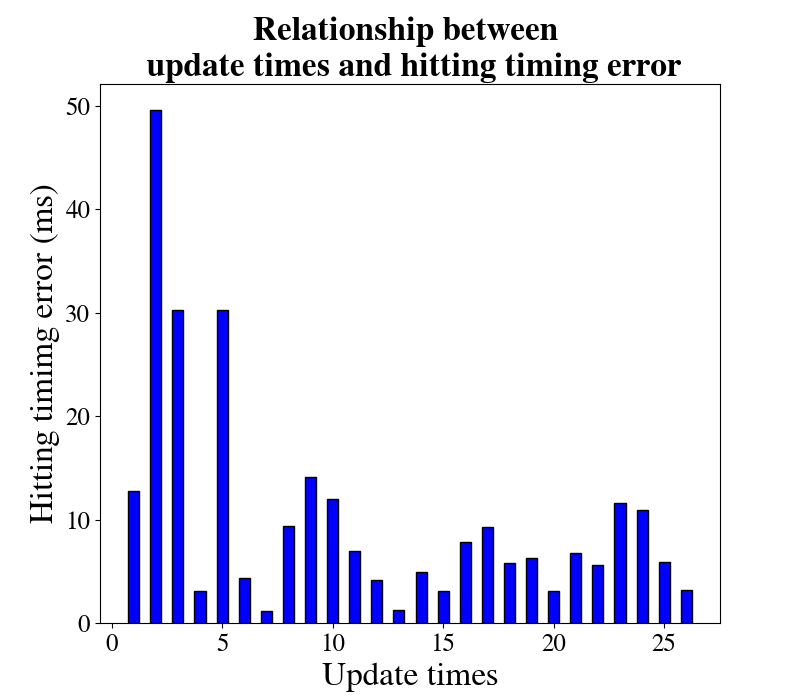 Relationship between
update times and hitting timing error
50
40
30
20
10
0
Hitting timimg error (ms)
0 5 10 15 20 25
Update times